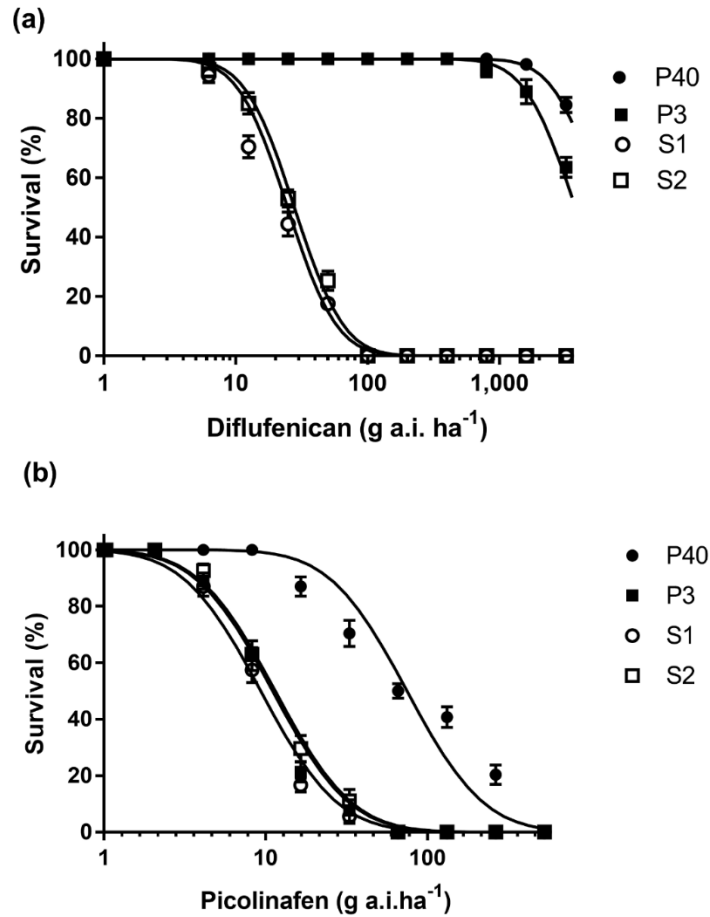 (a)
Survival (%)
100
80
60
40
20
0
1
10
100
1,000
Diflufenican (g a.i. ha⁻¹)
P40
P3
S1
S2
(b)
Survival (%)
100
80
60
40
20
0
1
10
100
Picolinafen (g a.i.ha⁻¹)
P40
P3
S1
S2